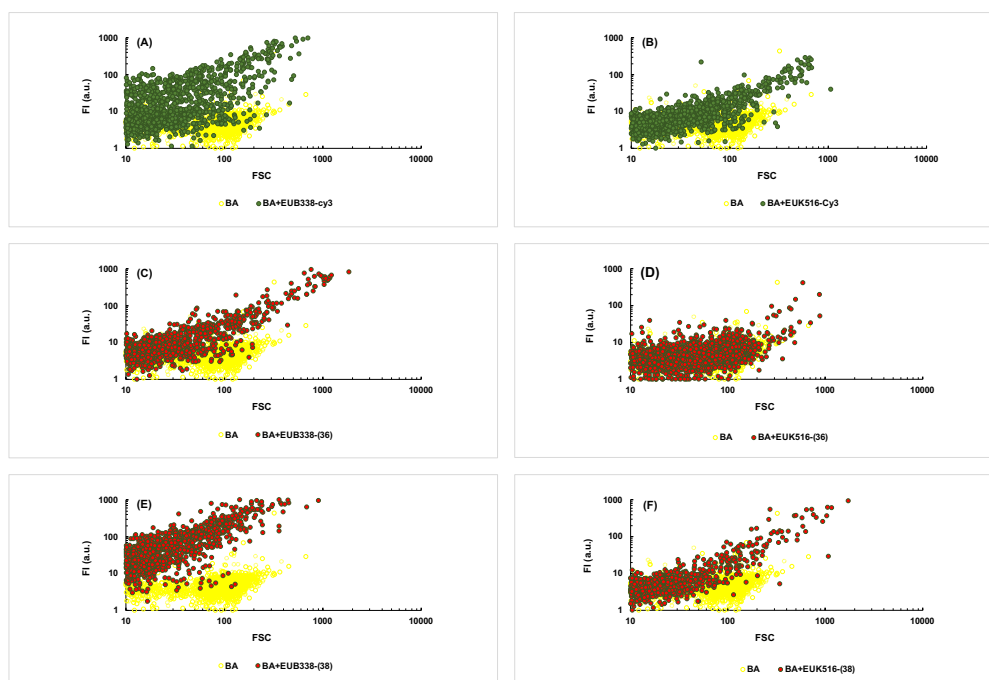 (A)
1000
100
10
1
FI (a.u.)
10 100 1000 10000
FSC
BA BA+EUB338-cy3
(B)
1000
100
10
1
FI (a.u.)
10 100 1000 10000
FSC
BA BA+EUK516-Cy3
(C)
1000
100
10
1
FI (a.u.)
10 100 1000 10000
FSC
BA BA+EUB338-(36)
(D)
1000
100
10
1
FI (a.u.)
10 100 1000 10000
FSC
BA BA+EUK516-(36)
(E)
1000
100
10
1
FI (a.u.)
10 100 1000 10000
FSC
BA BA+EUB338-(38)
(F)
1000
100
10
1
FI (a.u.)
10 100 1000 10000
FSC
BA BA+EUK516-(38)